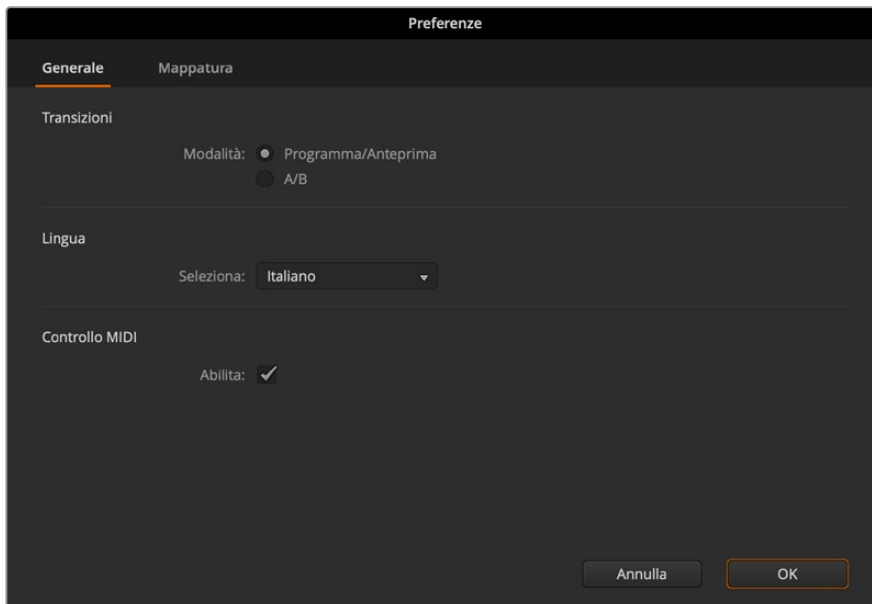 Preferenze
Generale Mappatura
Transizioni
Modalità: Programma/Anteprima
A/B
Lingua
Seleziona: Italiano
Controllo MIDI
Abilita:
Annulla OK